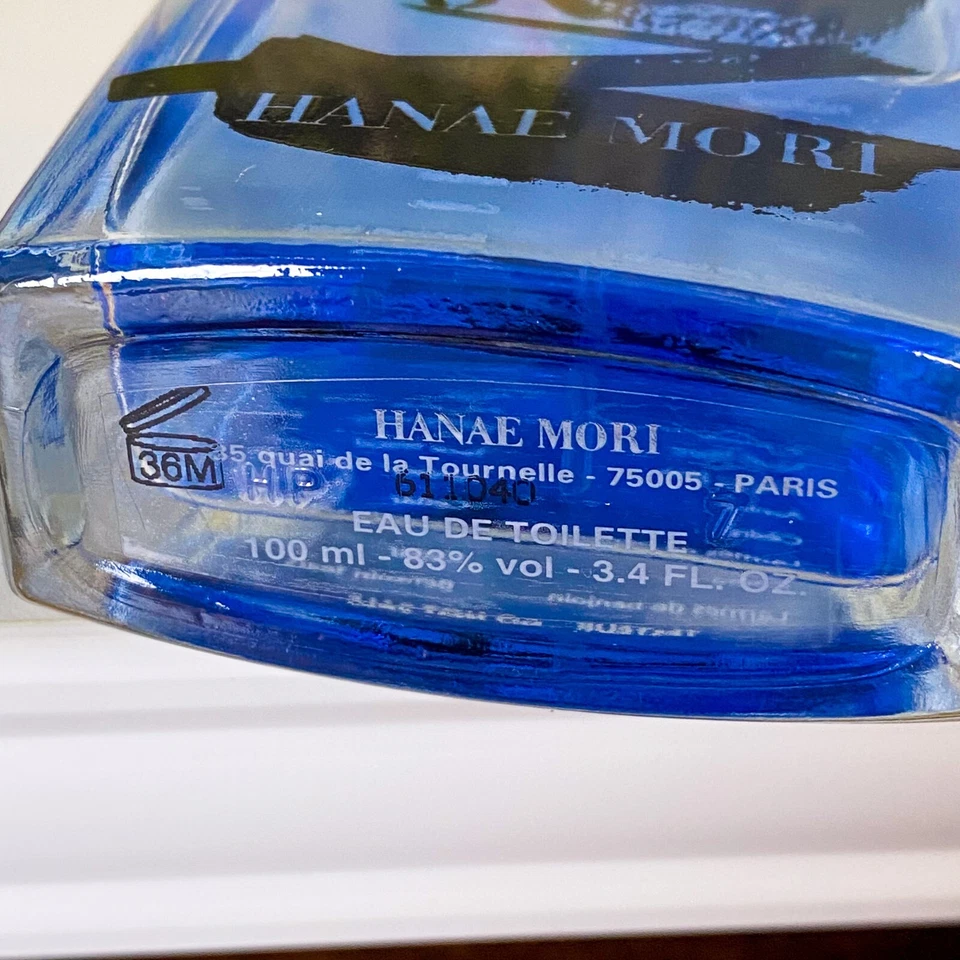 HANAE MORI
HANAE MORI
36M
35 quai de la Tournelle - 75005 - PARIS
611040
EAU DE TOILETTE
100 ml - 83% vol - 3.4 FL. OZ.